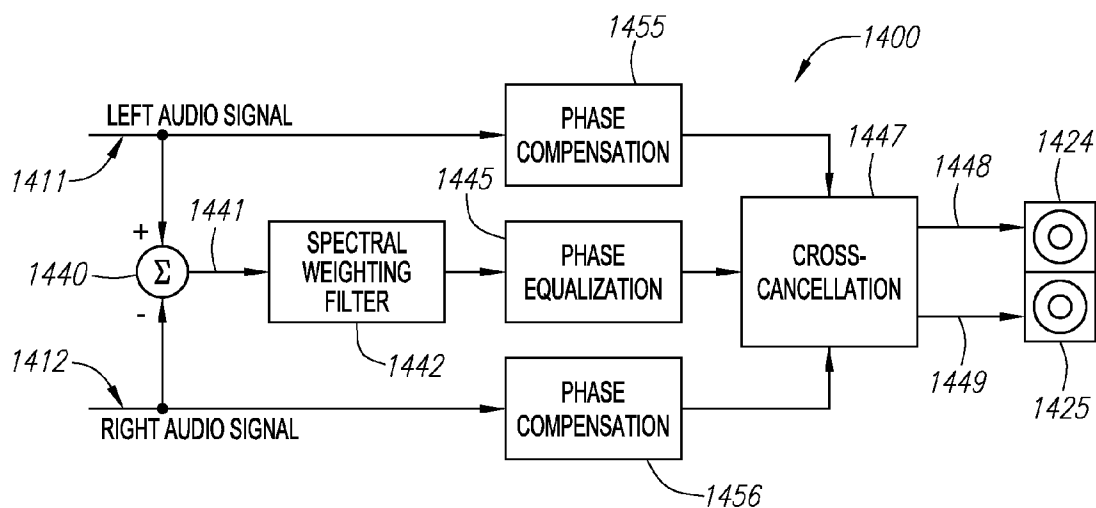 1455
1400
LEFT AUDIO SIGNAL
PHASE
COMPENSATION
1447
1424
1411
1445
1448
1441
+
SPECTRAL
WEIGHTING
FILTER
PHASE
EQUALIZATION
CROSS-
CANCELLATION
1440
Σ
-
1412
1442
1449
1425
PHASE
COMPENSATION
RIGHT AUDIO SIGNAL
1456